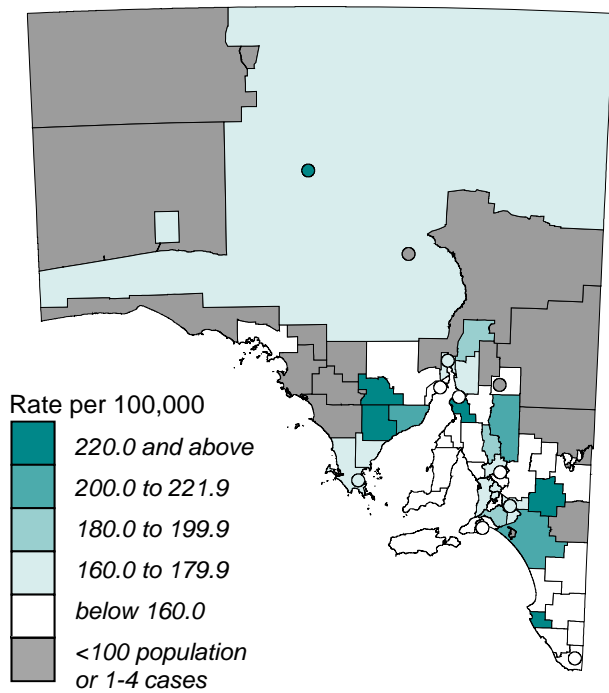 Rate per 100,000
220.0 and above
200.0 to 221.9
180.0 to 199.9
160.0 to 179.9
below 160.0
<100 population
or 1-4 cases